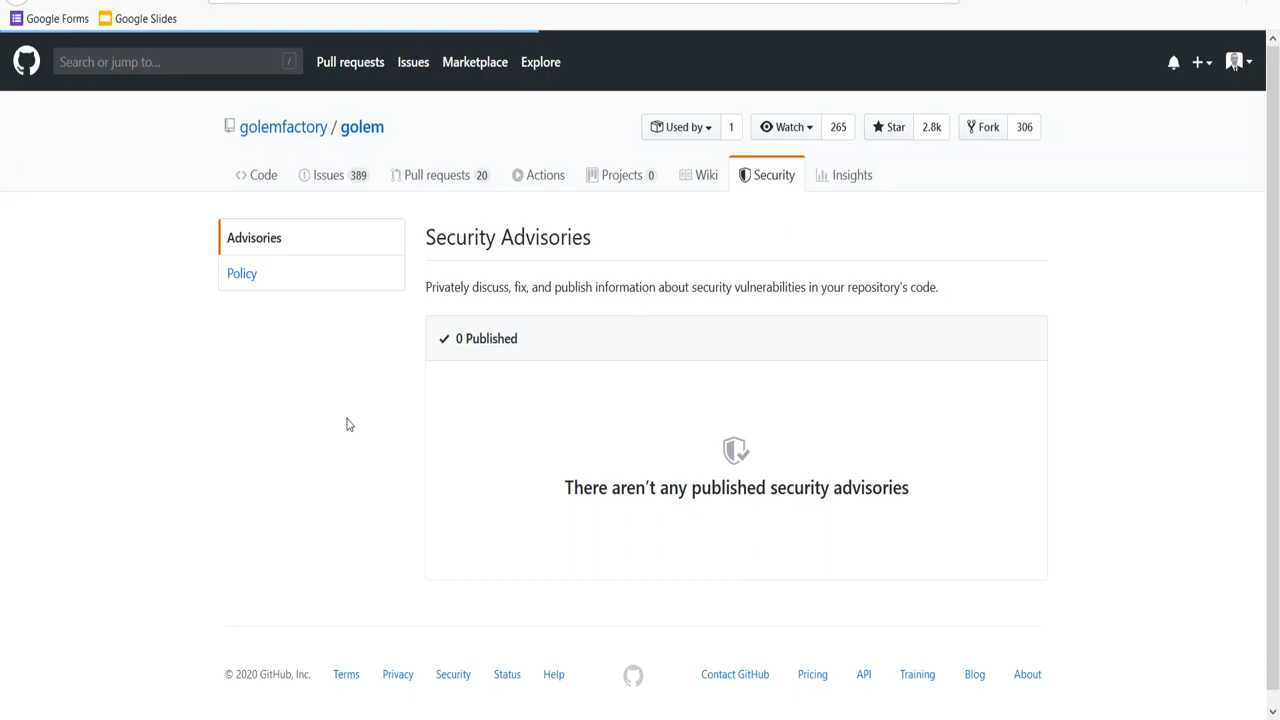 Google Forms Google Slides
Search or jump to... / Pull requests Issues Marketplace Explore
golemfactory / golem Used by 1 Watch 265 Star 2.8k Fork 306
Code Issues 389 Pull requests 20 Actions Projects 0 Wiki Security Insights
Advisories
Policy
Security Advisories
Privately discuss, fix, and publish information about security vulnerabilities in your repository's code.
0 Published
There aren't any published security advisories
© 2020 GitHub, Inc. Terms Privacy Security Status Help Contact GitHub Pricing API Training Blog About